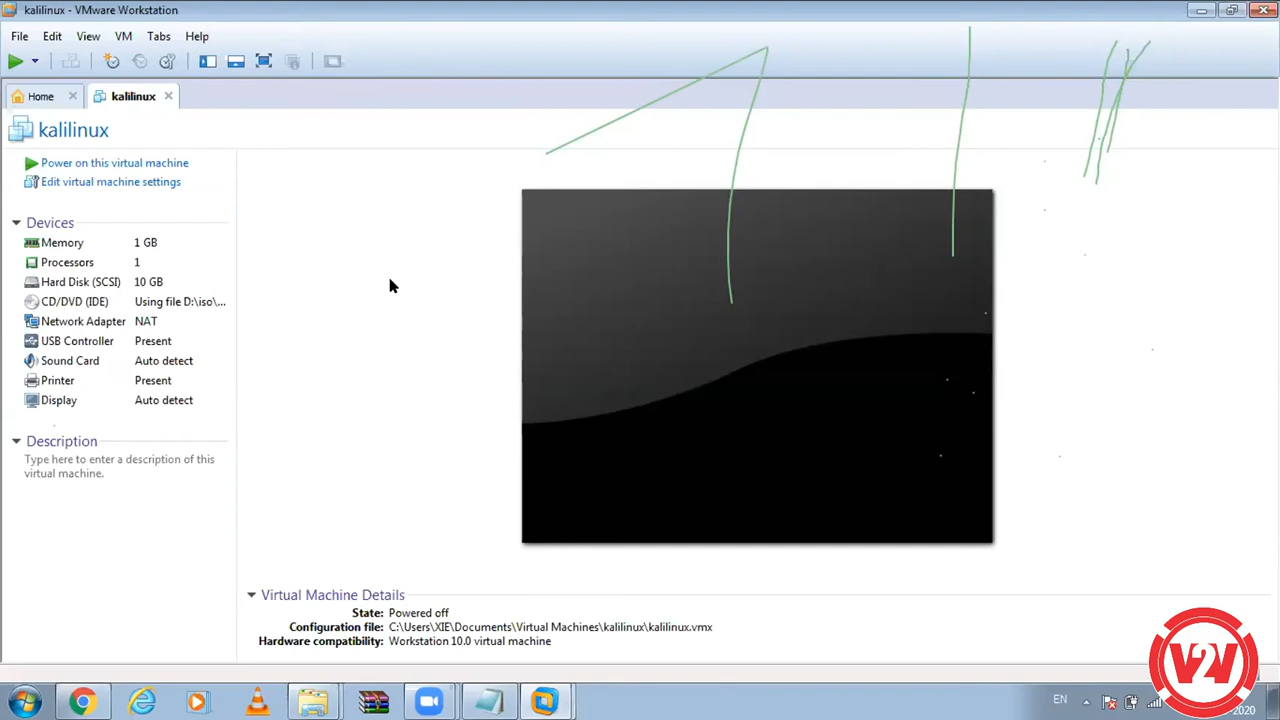 kalilinux - VMware Workstation
File Edit View VM Tabs Help
Home kalilinux
kalilinux
Power on this virtual machine
Edit virtual machine settings
Devices
Memory 1 GB
Processors 1
Hard Disk (SCSI) 10 GB
CD/DVD (IDE) Using file D:\iso\...
Network Adapter NAT
USB Controller Present
Sound Card Auto detect
Printer Present
Display Auto detect
Description
Type here to enter a description of this
virtual machine.
Virtual Machine Details
State: Powered off
Configuration file: C:\Users\XIE\Documents\Virtual Machines\kalilinux\kalilinux.vmx
Hardware compatibility: Workstation 10.0 virtual machine
V2V
EN
2020